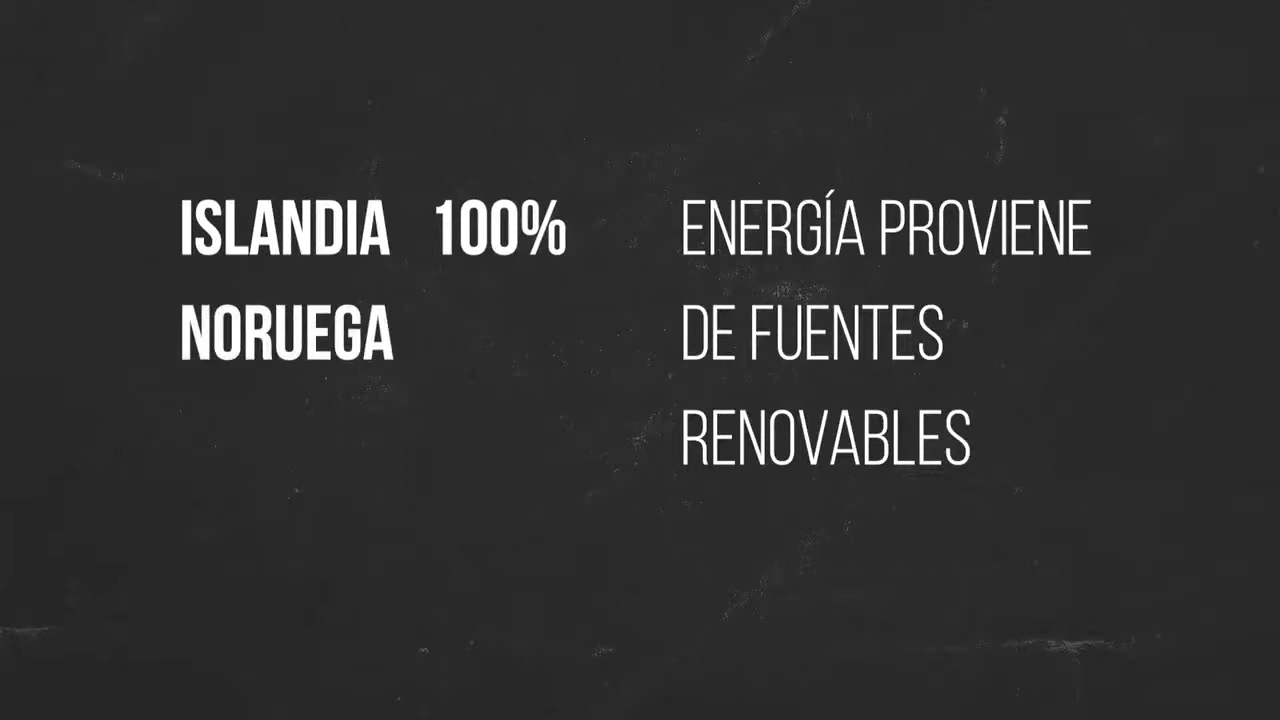 ISLANDIA 100%
NORUEGA
ENERGÍA PROVIENE
DE FUENTES
RENOVABLES